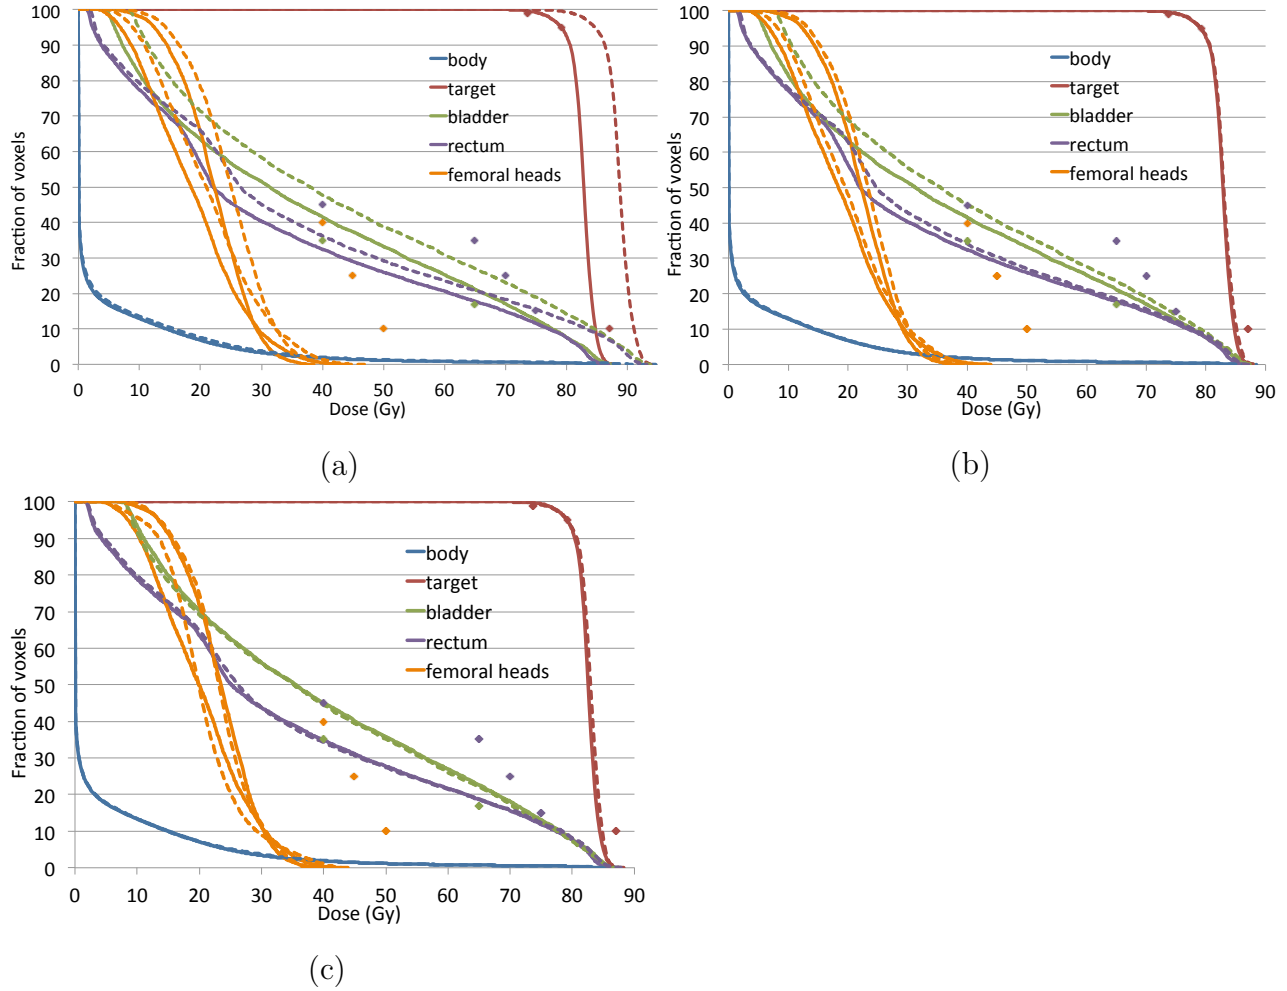 100
90
80
70
60
50
40
30
20
10
0
Fraction of voxels
body
target
bladder
rectum
femoral heads
0 10 20 30 40 50 60 70 80 90
Dose (Gy)
(a)
100
90
80
70
60
50
40
30
20
10
0
Fraction of voxels
body
target
bladder
rectum
femoral heads
0 10 20 30 40 50 60 70 80 90
Dose (Gy)
(b)
100
90
80
70
60
50
40
30
20
10
0
Fraction of voxels
body
target
bladder
rectum
femoral heads
0 10 20 30 40 50 60 70 80 90
Dose (Gy)
(c)